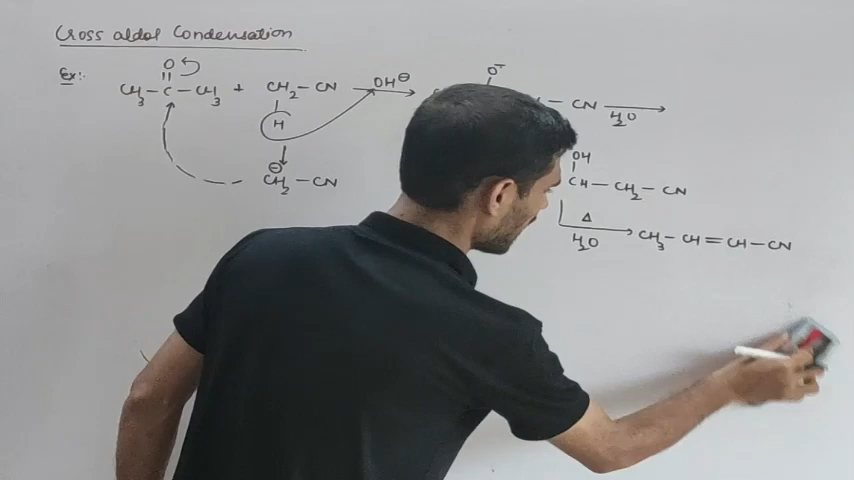 Cross aldol Condensation
Ex:-
O
CH3 – C – CH3 + CH2 – CN OH⊖
H
⊖
CH2 – CN
O⁻
– CN H2O
OH
CH – CH2 – CN
Δ
H2O
CH3 – CH = CH – CN